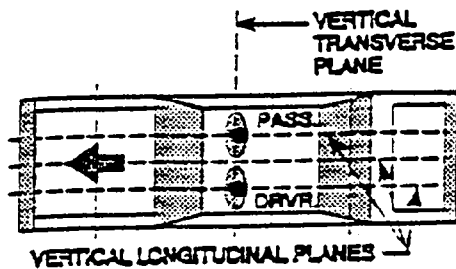 VERTICAL
TRANSVERSE
PLANE
PASS.
DRVR.
VERTICAL LONGITUDINAL PLANES